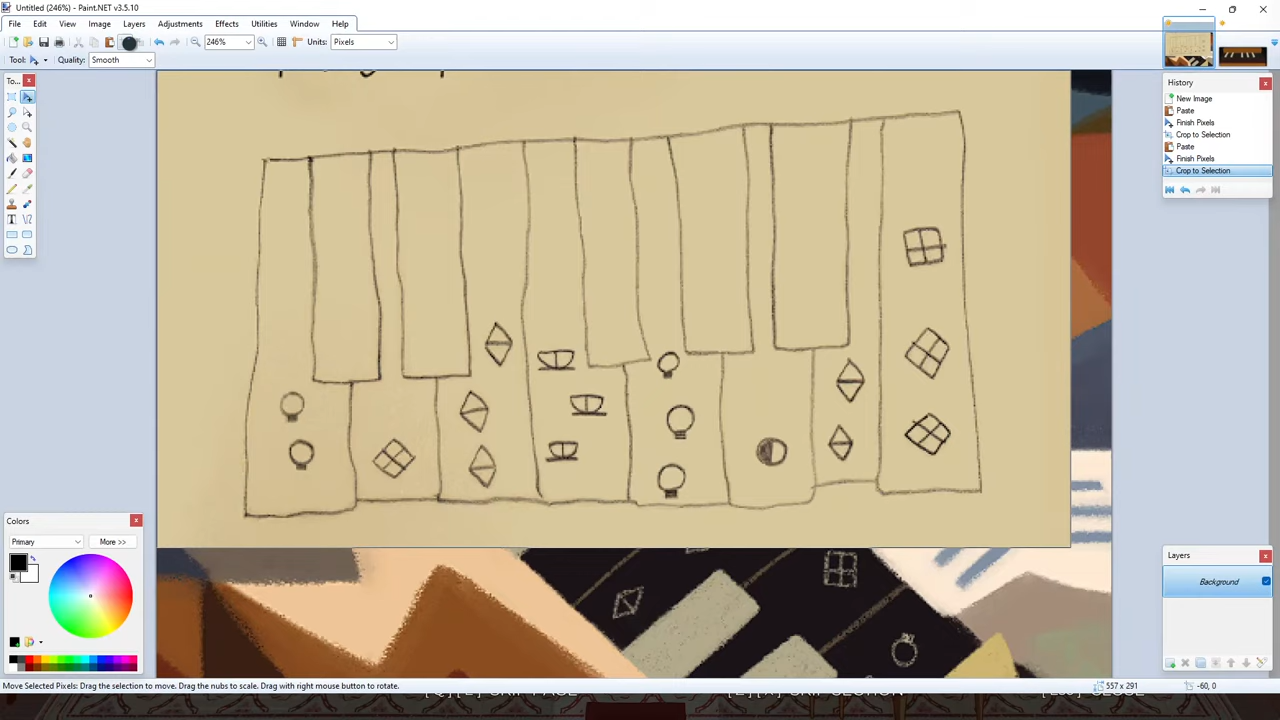 Untitled (246%) - Paint.NET v3.5.10
File Edit View Image Layers Adjustments Effects Utilities Window Help
246% Units: Pixels
Tool: Quality: Smooth
To...
History
New Image
Paste
Finish Pixels
Crop to Selection
Paste
Finish Pixels
Crop to Selection
Colors
Primary More >>
Layers
Background
Move Selected Pixels: Drag the selection to move. Drag the nubs to scale. Drag with right mouse button to rotate. 557 x 291 -60, 0